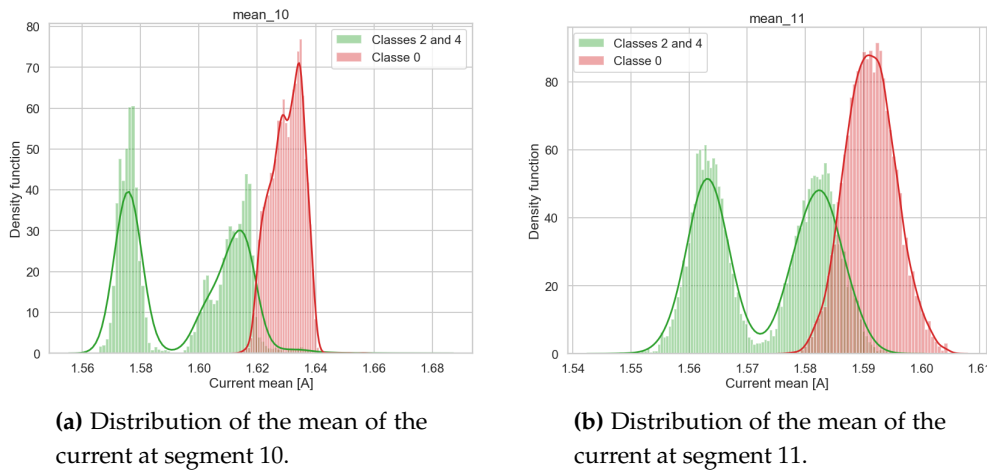 mean_10
80
70
60
50
40
30
20
10
0
Density function
Classes 2 and 4
Classe 0
1.56 1.58 1.60 1.62 1.64 1.66 1.68
Current mean [A]
(a) Distribution of the mean of the
current at segment 10.
mean_11
80
60
40
20
0
Density function
Classes 2 and 4
Classe 0
1.54 1.55 1.56 1.57 1.58 1.59 1.60 1.61
Current mean [A]
(b) Distribution of the mean of the
current at segment 11.